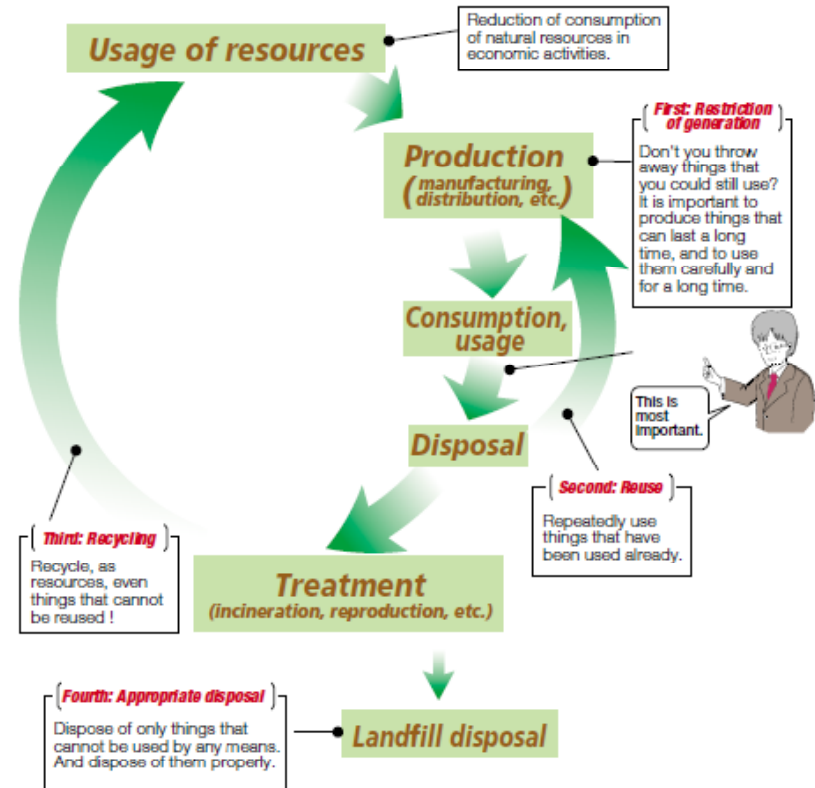 Usage of resources
Reduction of consumption
of natural resources in
economic activities.
First: Restriction
of generation
Don't you throw
away things that
you could still use?
It is important to
produce things that
can last a long
time, and to use
them carefully and
for a long time.
Production
(manufacturing,
distribution, etc.)
Consumption,
usage
This is
most
important.
Disposal
Second: Reuse
Repeatedly use
things that have
been used already.
Third: Recycling
Recycle, as
resources, even
things that cannot
be reused !
Treatment
(incineration, reproduction, etc.)
Fourth: Appropriate disposal
Dispose of only things that
cannot be used by any means.
And dispose of them properly.
Landfill disposal